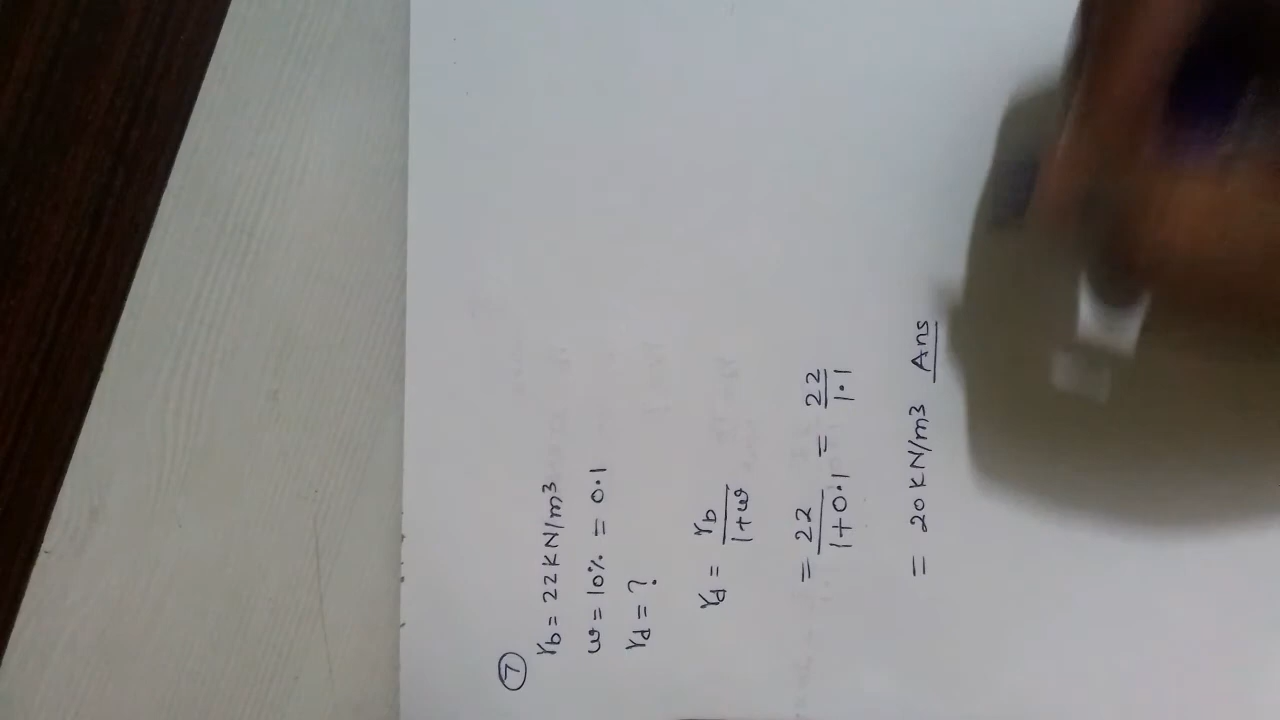 7
γb = 22 KN/m3
w = 10% = 0.1
γd = ?
γd = γb / 1+w
= 22 / 1+0.1 = 22 / 1.1
= 20 KN/m3 Ans